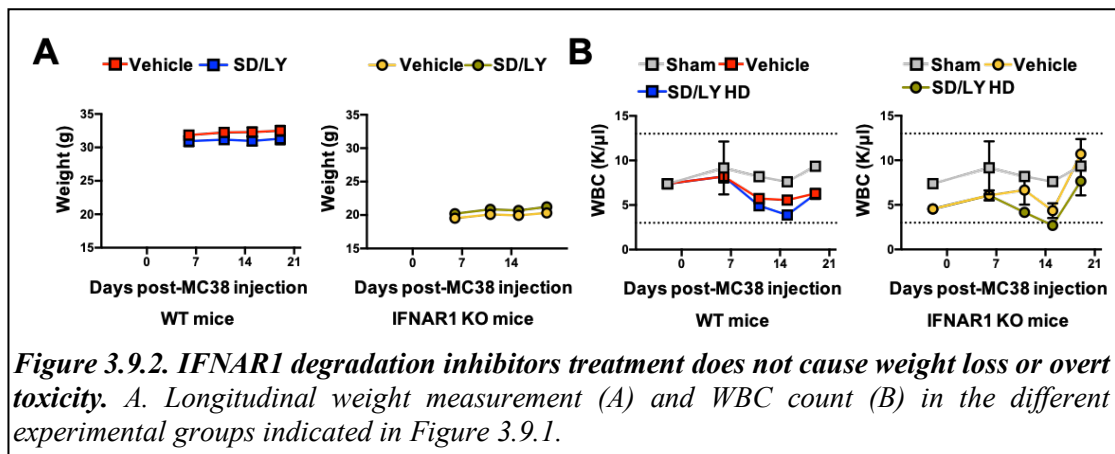 A
B
Vehicle SD/LY
Vehicle SD/LY
Sham Vehicle
SD/LY HD
Sham Vehicle
SD/LY HD
Weight (g)
35
30
25
20
15
0 7 14 21
Days post-MC38 injection
WT mice
Weight (g)
35
30
25
20
15
0 7 14
Days post-MC38 injection
IFNAR1 KO mice
WBC (K/µl)
15
10
5
0
0 7 14 21
Days post-MC38 injection
WT mice
WBC (K/µl)
15
10
5
0
0 7 14 21
Days post-MC38 injection
IFNAR1 KO mice
Figure 3.9.2. IFNAR1 degradation inhibitors treatment does not cause weight loss or overt
toxicity. A. Longitudinal weight measurement (A) and WBC count (B) in the different
experimental groups indicated in Figure 3.9.1.